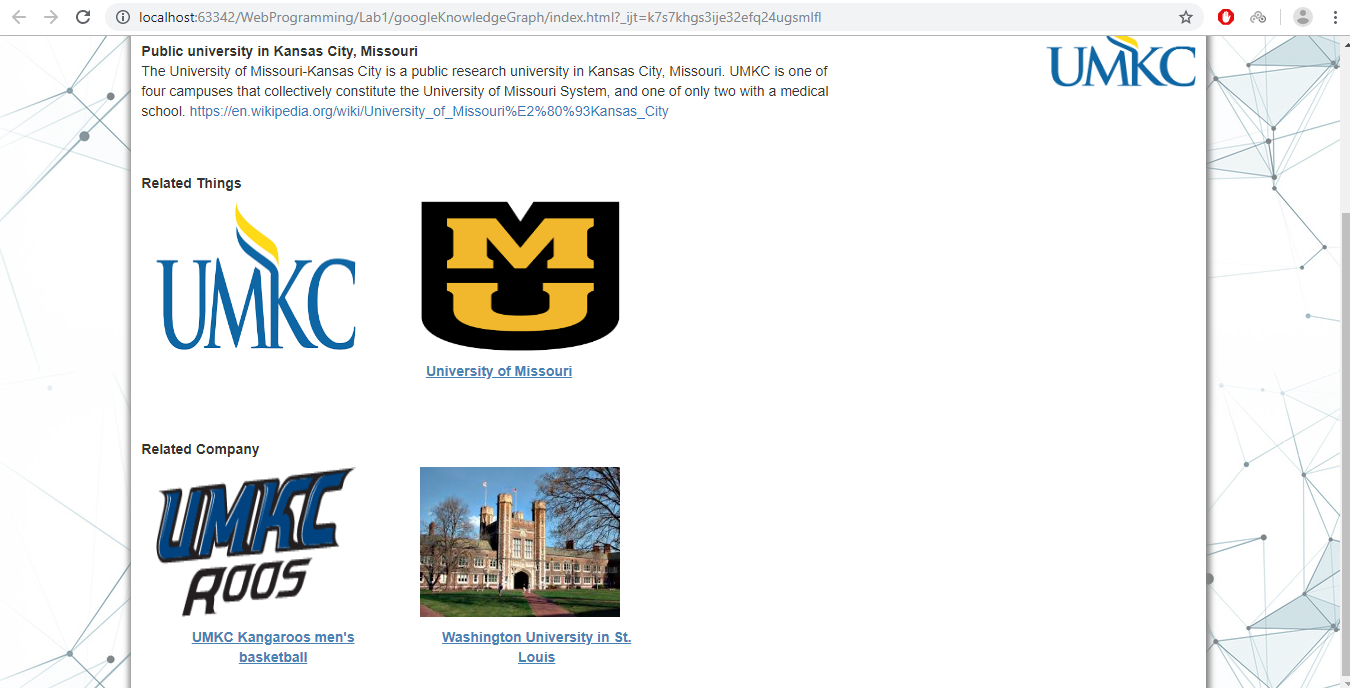 localhost:63342/WebProgramming/Lab1/googleKnowledgeGraph/index.html?_ijt=k7s7khgs3ije32efq24ugsmlfl
Public university in Kansas City, Missouri
UMKC
The University of Missouri-Kansas City is a public research university in Kansas City, Missouri. UMKC is one of
four campuses that collectively constitute the University of Missouri System, and one of only two with a medical
school. https://en.wikipedia.org/wiki/University_of_Missouri%E2%80%93Kansas_City
Related Things
UMKC
M
U
University of Missouri
Related Company
UMKC
ROOS
UMKC Kangaroos men's
basketball
Washington University in St.
Louis